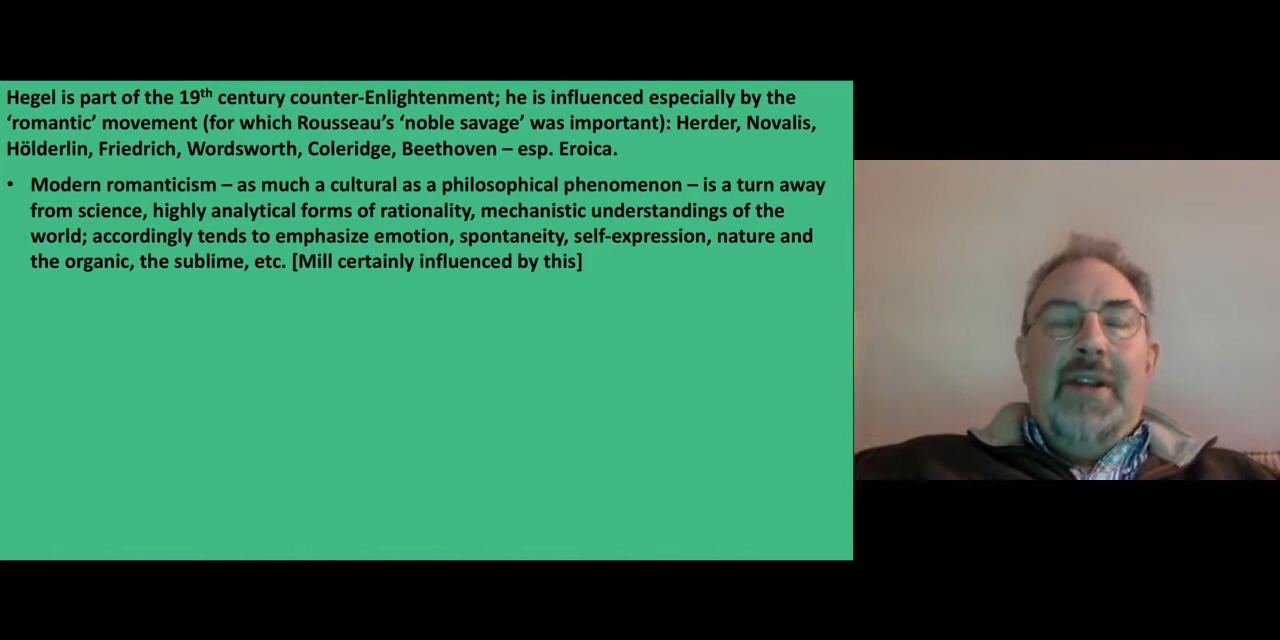 Hegel is part of the 19th century counter-Enlightenment; he is influenced especially by the
‘romantic’ movement (for which Rousseau’s ‘noble savage’ was important): Herder, Novalis,
Hölderlin, Friedrich, Wordsworth, Coleridge, Beethoven – esp. Eroica.
• Modern romanticism – as much a cultural as a philosophical phenomenon – is a turn away
from science, highly analytical forms of rationality, mechanistic understandings of the
world; accordingly tends to emphasize emotion, spontaneity, self-expression, nature and
the organic, the sublime, etc. [Mill certainly influenced by this]